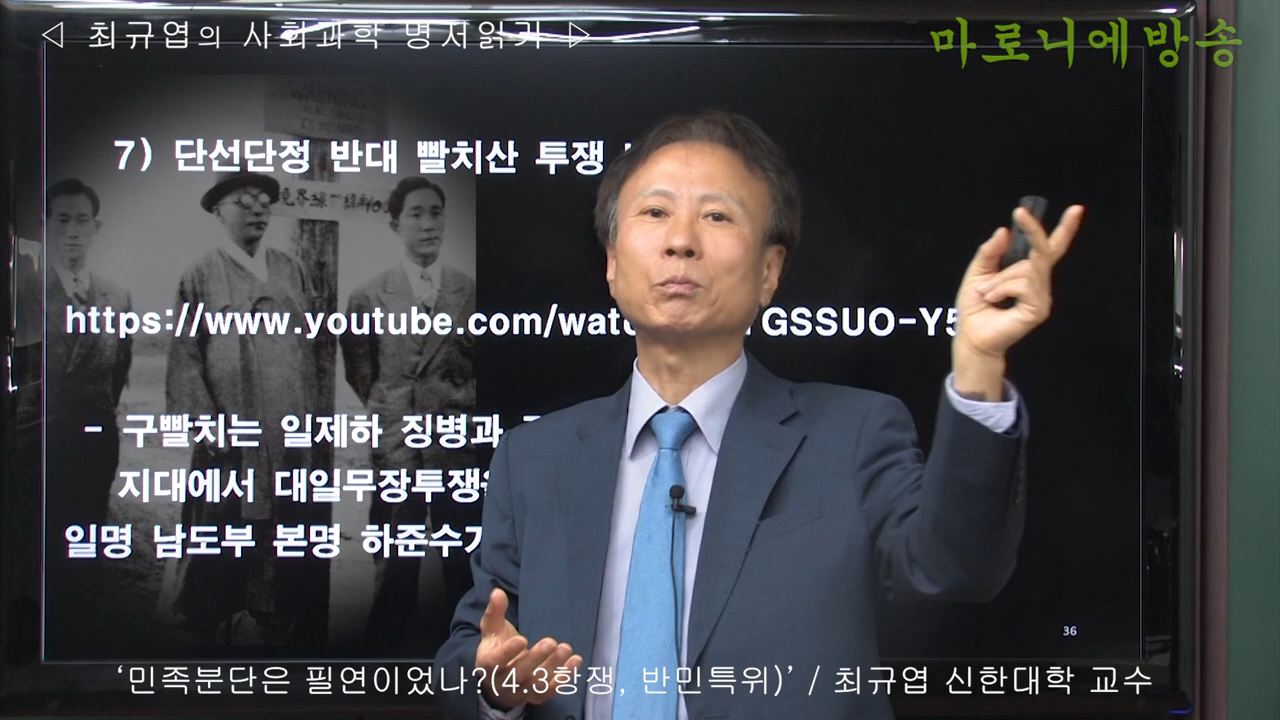 ◁ 최규엽의 사회과학 명저읽기 ▷
마로니에방송
WARNING
7) 단선단정 반대 빨치산 투쟁
https://www.youtube.com/wat GSSUO-Y5
- 구빨치는 일제하 징병과
지대에서 대일무장투쟁을
일명 남도부 본명 하준수가
36
'민족분단은 필연이었나?(4.3항쟁, 반민특위)' / 최규엽 신한대학 교수